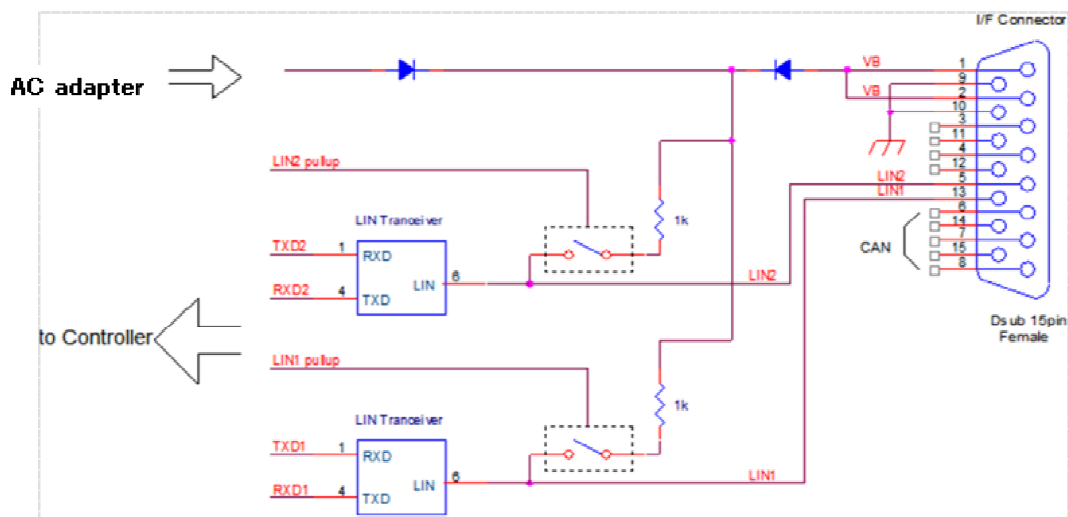 I/F Connector
AC adapter
VB
VB
1
9
2
10
3
11
4
12
5
13
6
14
7
15
8
LIN2
LIN1
CAN
Dsub 15pin
Female
LIN2 pullup
1k
LIN Tranceiver
TXD2
1
RXD
RXD2
4
TXD
LIN
6
LIN2
to Controller
LIN1 pullup
1k
LIN Tranceiver
TXD1
1
RXD
RXD1
4
TXD
LIN
6
LIN1